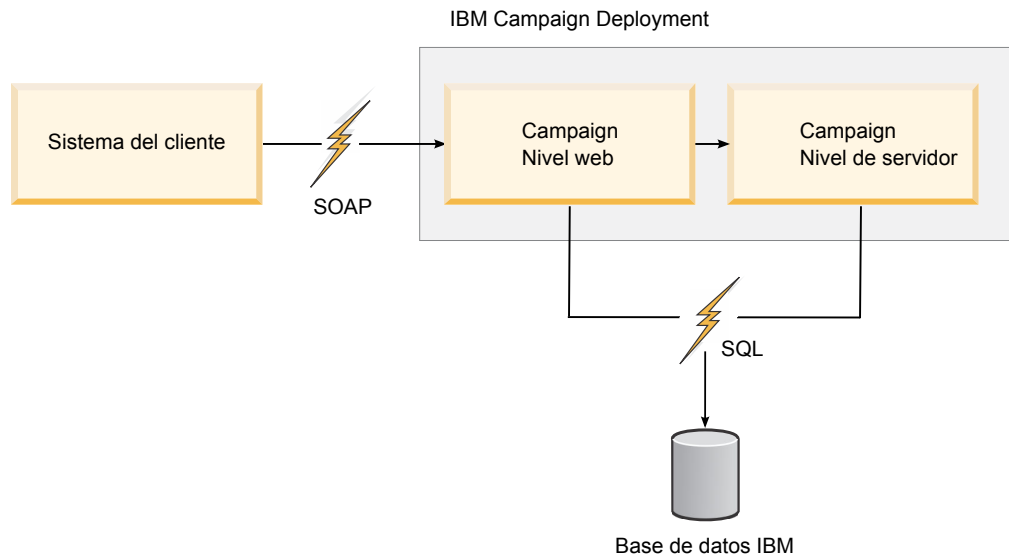 IBM Campaign Deployment
Sistema del cliente
SOAP
Campaign
Nivel web
Campaign
Nivel de servidor
SQL
Base de datos IBM